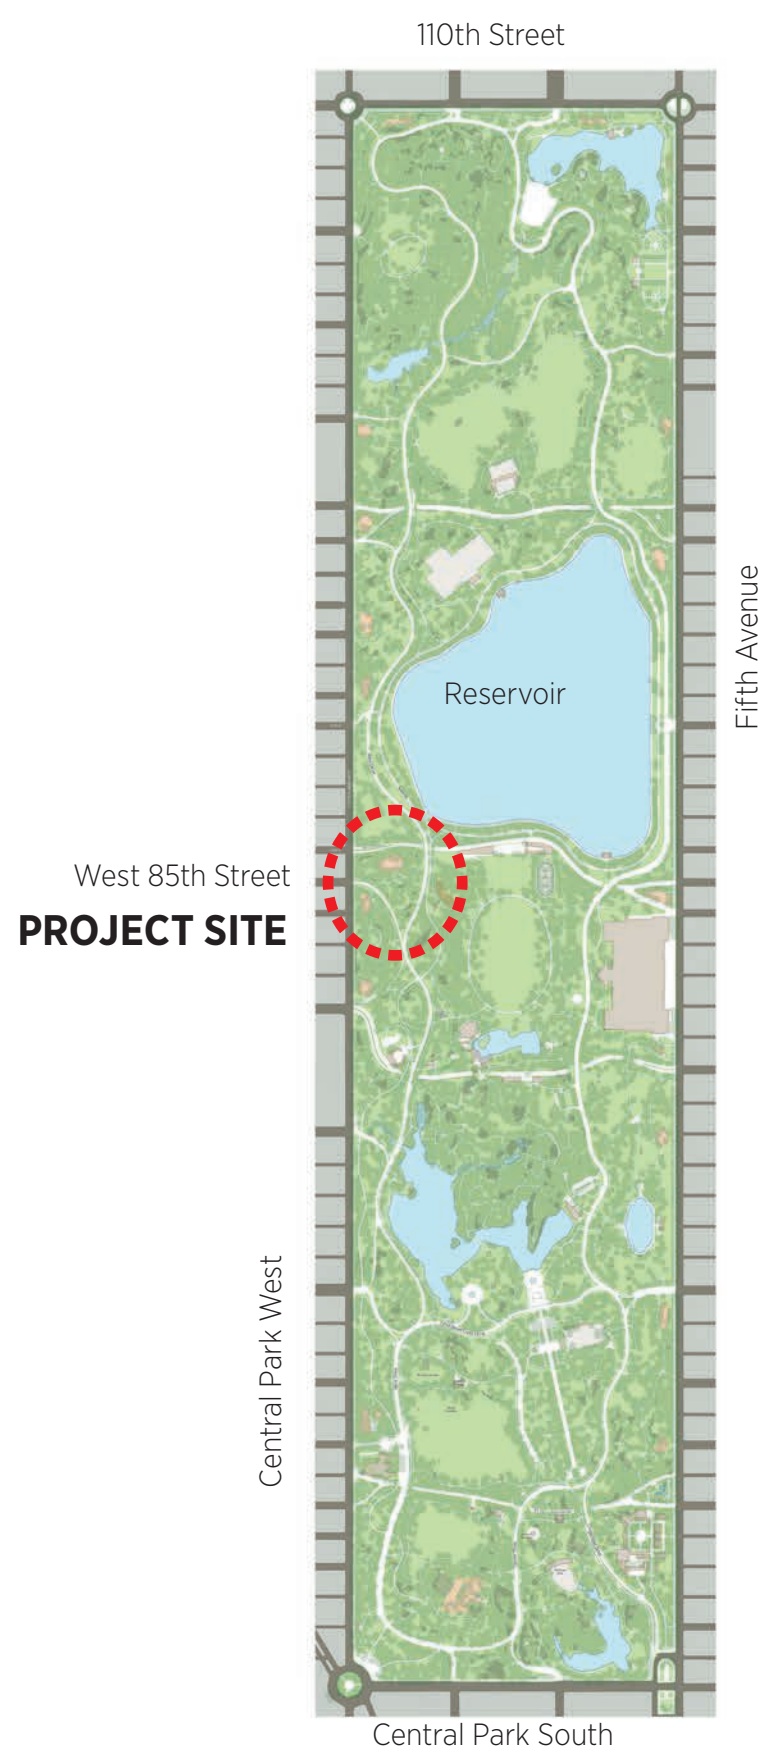 110th Street
Fifth Avenue
Reservoir
West 85th Street
PROJECT SITE
Central Park West
Central Park South